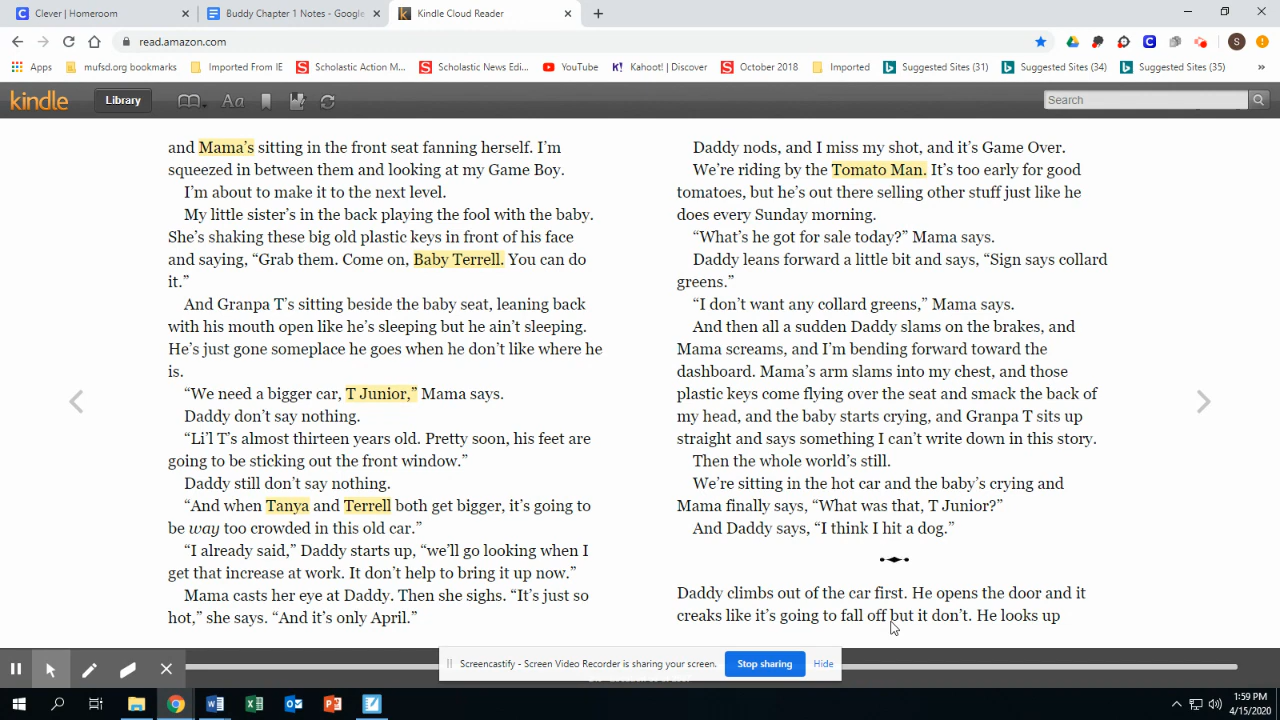 Clever | Homeroom
Buddy Chapter 1 Notes - Google
Kindle Cloud Reader
read.amazon.com
S
Apps
mufsd.org bookmarks
Imported From IE
Scholastic Action M...
Scholastic News Edi...
YouTube
Kahoot! | Discover
October 2018
Imported
Suggested Sites (31)
Suggested Sites (34)
Suggested Sites (35)
»
kindle
Library
Aa
Search
and Mama's sitting in the front seat fanning herself. I'm
squeezed in between them and looking at my Game Boy.
I'm about to make it to the next level.
My little sister's in the back playing the fool with the baby.
She's shaking these big old plastic keys in front of his face
and saying, “Grab them. Come on, Baby Terrell. You can do
it.”
And Granpa T's sitting beside the baby seat, leaning back
with his mouth open like he's sleeping but he ain't sleeping.
He's just gone someplace he goes when he don't like where he
is.
“We need a bigger car, T Junior,” Mama says.
Daddy don't say nothing.
“Li'l T's almost thirteen years old. Pretty soon, his feet are
going to be sticking out the front window.”
Daddy still don't say nothing.
“And when Tanya and Terrell both get bigger, it's going to
be way too crowded in this old car.”
“I already said,” Daddy starts up, “we'll go looking when I
get that increase at work. It don't help to bring it up now.”
Mama casts her eye at Daddy. Then she sighs. “It's just so
hot,” she says. “And it's only April.”
Daddy nods, and I miss my shot, and it's Game Over.
We're riding by the Tomato Man. It's too early for good
tomatoes, but he's out there selling other stuff just like he
does every Sunday morning.
“What's he got for sale today?” Mama says.
Daddy leans forward a little bit and says, “Sign says collard
greens.”
“I don't want any collard greens,” Mama says.
And then all a sudden Daddy slams on the brakes, and
Mama screams, and I'm bending forward toward the
dashboard. Mama's arm slams into my chest, and those
plastic keys come flying over the seat and smack the back of
my head, and the baby starts crying, and Granpa T sits up
straight and says something I can't write down in this story.
Then the whole world's still.
We're sitting in the hot car and the baby's crying and
Mama finally says, “What was that, T Junior?”
And Daddy says, “I think I hit a dog.”
Daddy climbs out of the car first. He opens the door and it
creaks like it's going to fall off but it don't. He looks up
Screencastify - Screen Video Recorder is sharing your screen.
Stop sharing
Hide
1:59 PM
4/15/2020